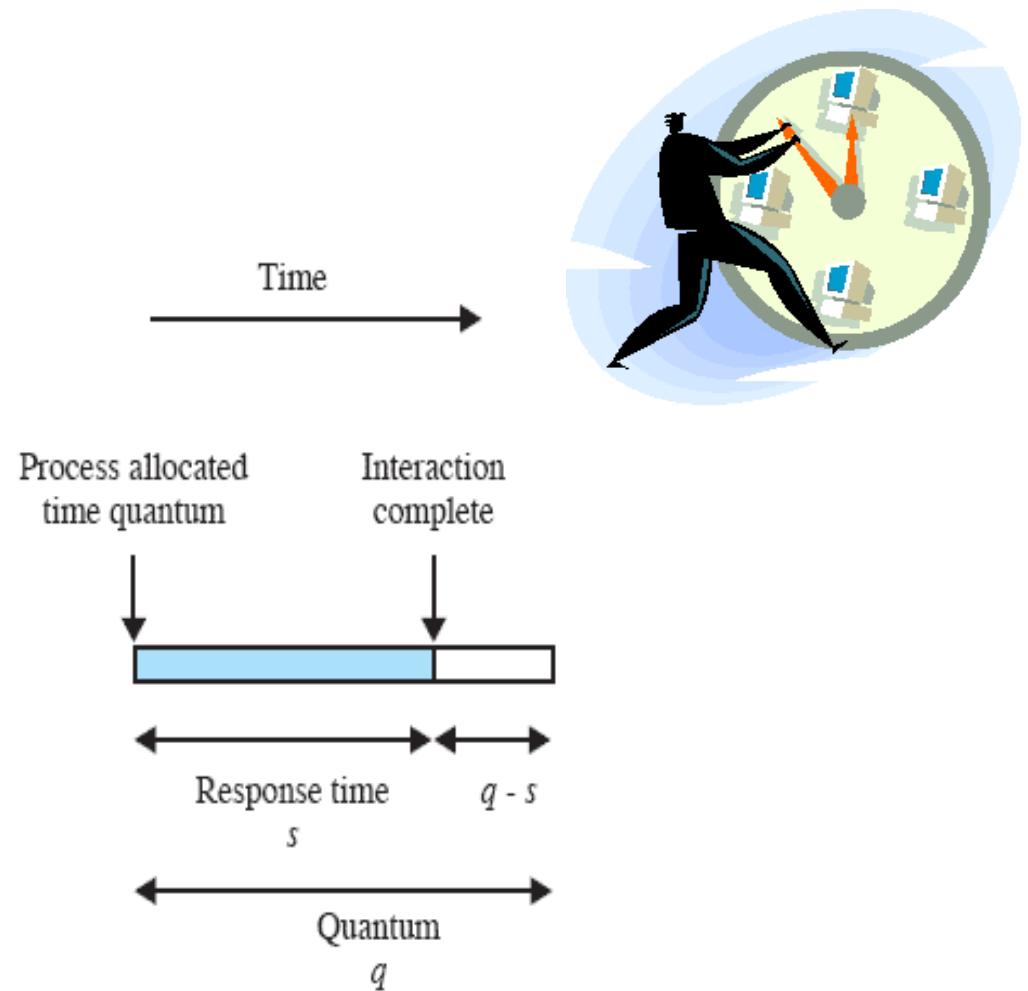 Time
Process allocated
time quantum
Interaction
complete
Response time
s
q - s
Quantum
q